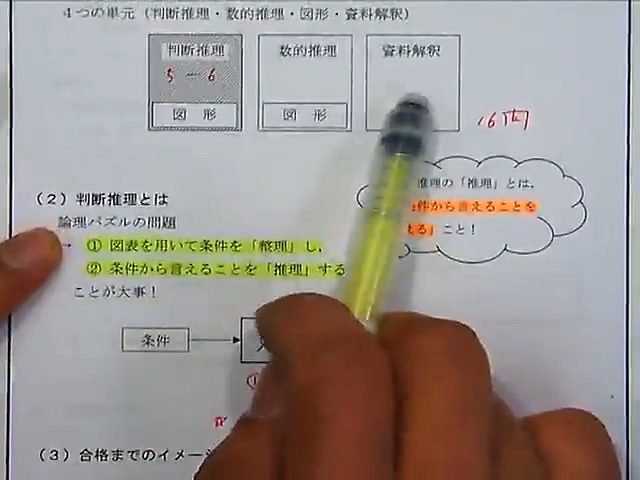 4つの単元（判断推理・数的推理・図形・資料解釈）
判断推理 数的推理 資料解釈
5 − 6
図 形 図 形
16問
（2）判断推理とは
論理パズルの問題
① 図表を用いて条件を「整理」し、
② 条件から言えることを「推理」する
ことが大事！
推理の「推理」とは、
件から言えることを
える」こと！
条件
（3）合格までのイメージ